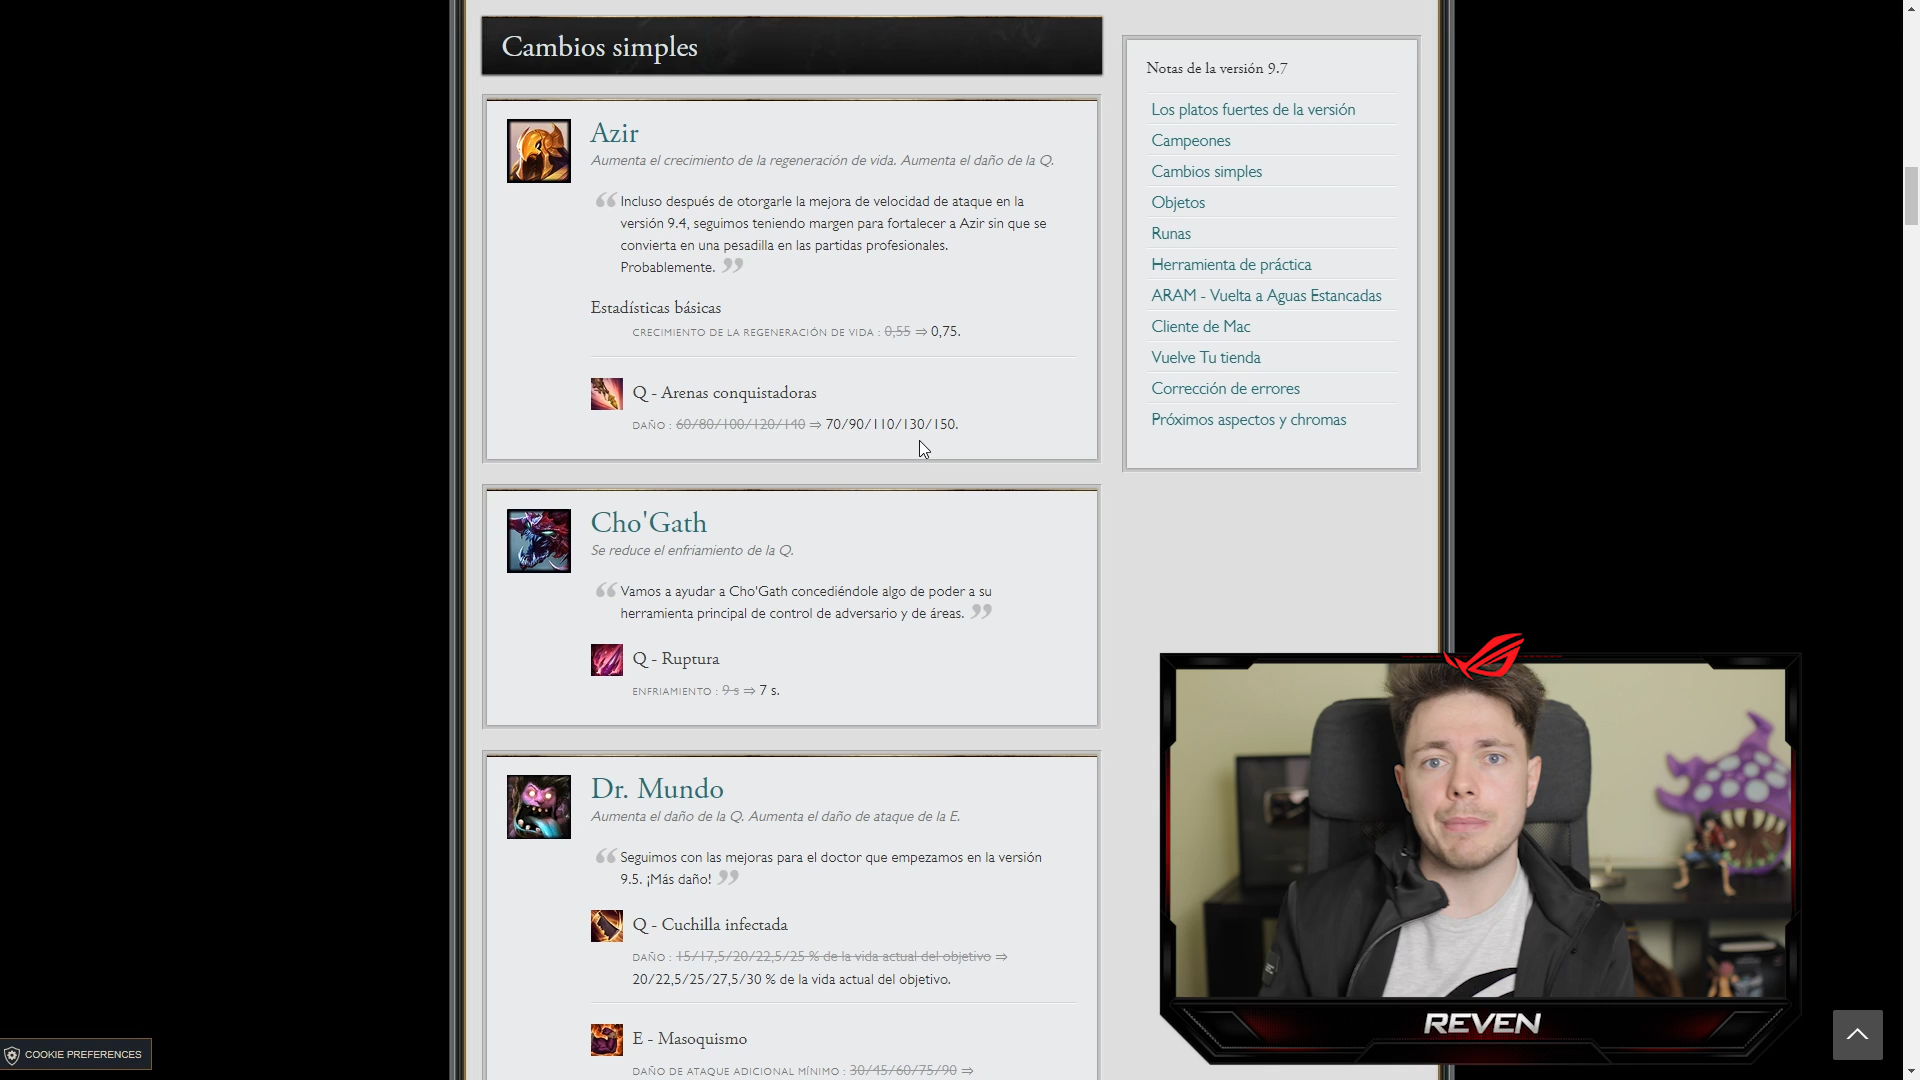 Cambios simples
Azir
Aumenta el crecimiento de la regeneración de vida. Aumenta el daño de la Q.
“ Incluso después de otorgarle la mejora de velocidad de ataque en la
versión 9.4, seguimos teniendo margen para fortalecer a Azir sin que se
convierta en una pesadilla en las partidas profesionales.
Probablemente. ”
Estadísticas básicas
CRECIMIENTO DE LA REGENERACIÓN DE VIDA : 0,55 ⇒ 0,75.
Q - Arenas conquistadoras
DAÑO : 60/80/100/120/140 ⇒ 70/90/110/130/150.
Cho'Gath
Se reduce el enfriamiento de la Q.
“ Vamos a ayudar a Cho'Gath concediéndole algo de poder a su
herramienta principal de control de adversario y de áreas. ”
Q - Ruptura
ENFRIAMIENTO : 9 s ⇒ 7 s.
Dr. Mundo
Aumenta el daño de la Q. Aumenta el daño de ataque de la E.
“ Seguimos con las mejoras para el doctor que empezamos en la versión
9.5. ¡Más daño! ”
Q - Cuchilla infectada
DAÑO : 15/17,5/20/22,5/25 % de la vida actual del objetivo ⇒
20/22,5/25/27,5/30 % de la vida actual del objetivo.
E - Masoquismo
DAÑO DE ATAQUE ADICIONAL MÍNIMO : 30/45/60/75/90 ⇒
Notas de la versión 9.7
Los platos fuertes de la versión
Campeones
Cambios simples
Objetos
Runas
Herramienta de práctica
ARAM - Vuelta a Aguas Estancadas
Cliente de Mac
Vuelve Tu tienda
Corrección de errores
Próximos aspectos y chromas
REVEN
COOKIE PREFERENCES